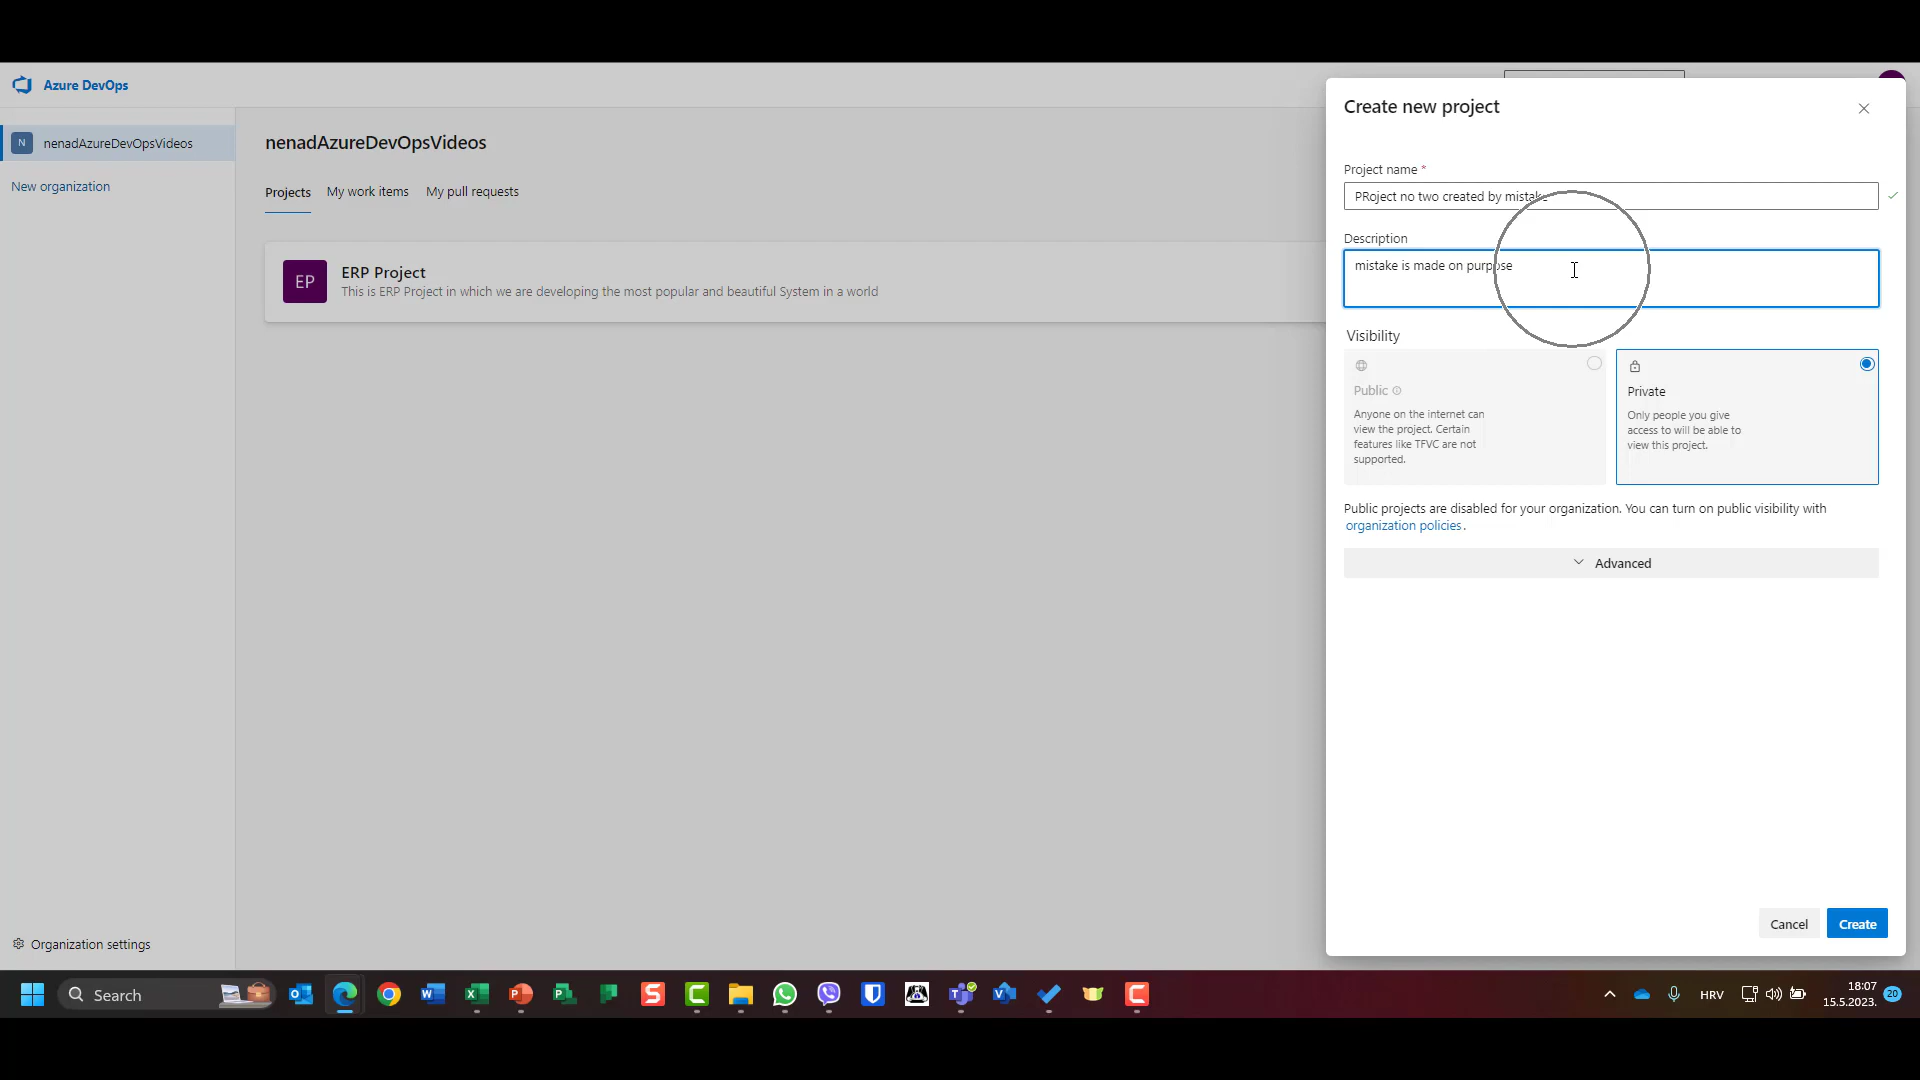 Azure DevOps
N nenadAzureDevOpsVideos
New organization
Organization settings
nenadAzureDevOpsVideos
Projects My work items My pull requests
EP
ERP Project
This is ERP Project in which we are developing the most popular and beautiful System in a world
Create new project
Project name *
PRoject no two created by mistake
Description
mistake is made on purpose
Visibility
Public
Anyone on the internet can
view the project. Certain
features like TFVC are not
supported.
Private
Only people you give
access to will be able to
view this project.
Public projects are disabled for your organization. You can turn on public visibility with
organization policies.
Advanced
Cancel Create
Search
HRV
18:07
15.5.2023.
20